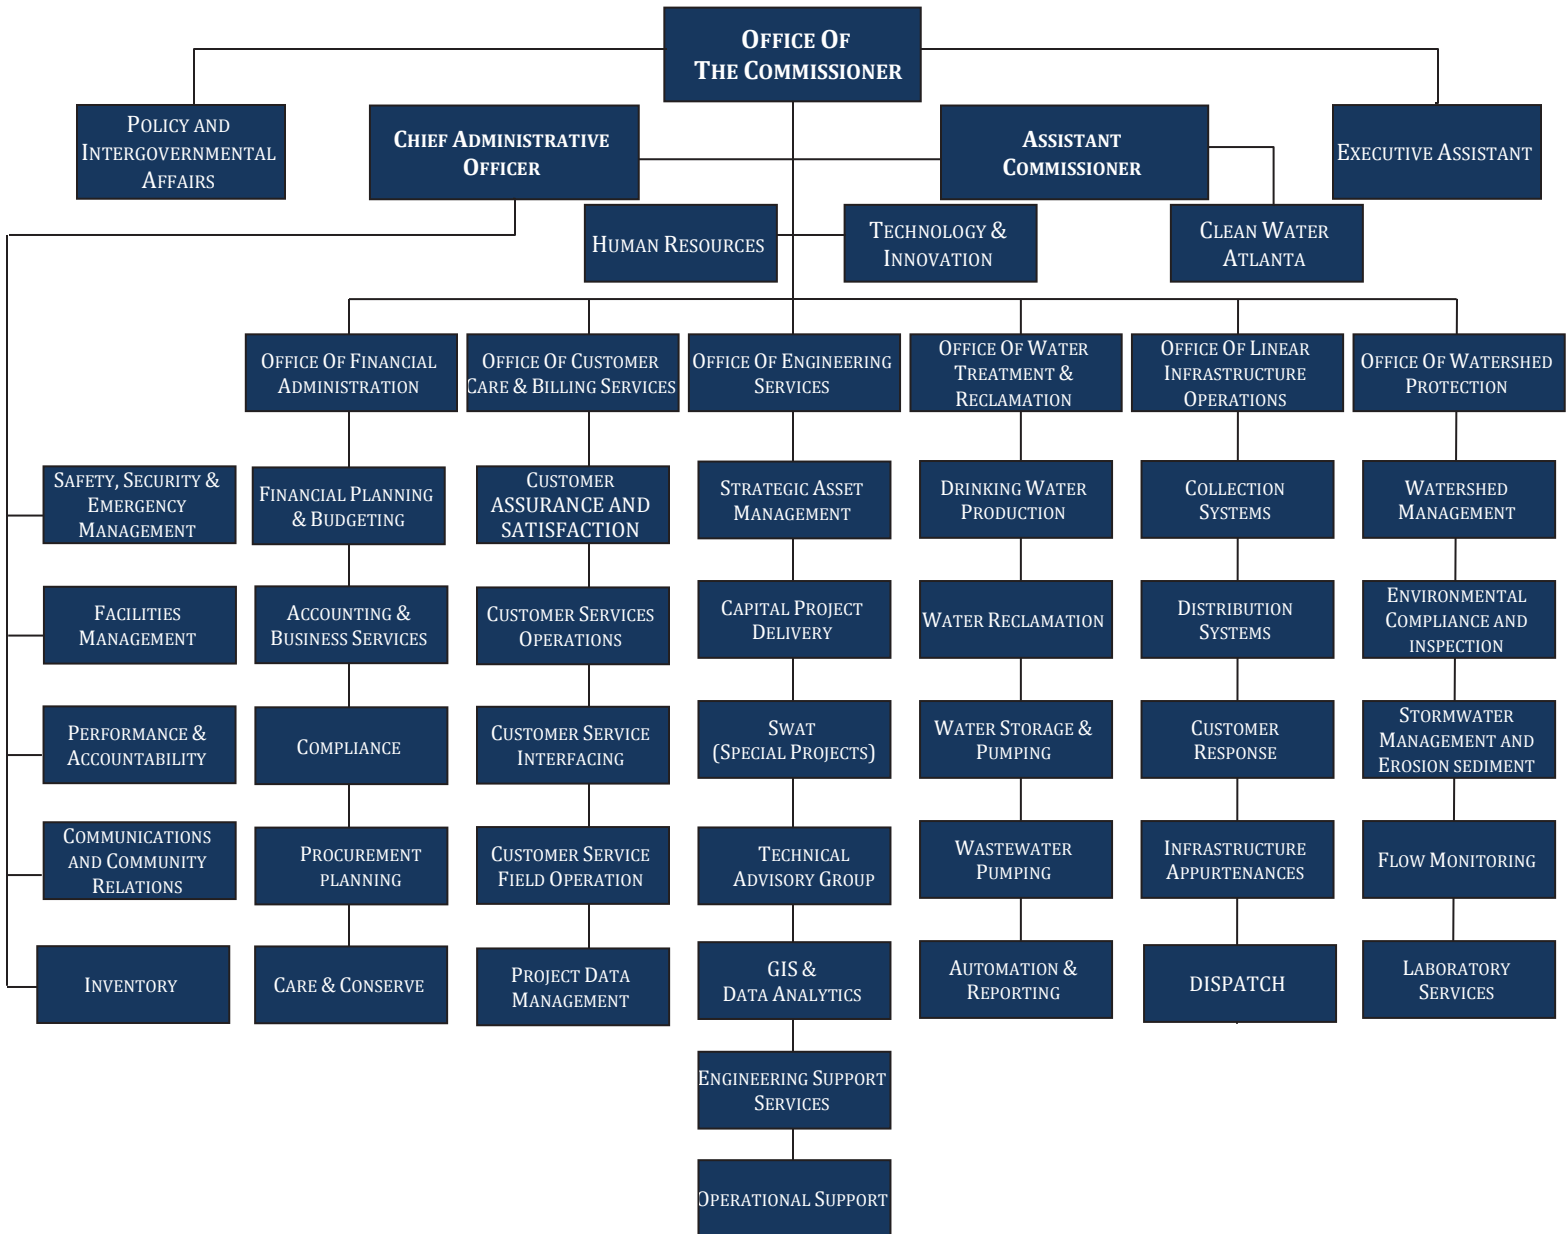 OFFICE OF
THE COMMISSIONER
POLICY AND
INTERGOVERNMENTAL
AFFAIRS
CHIEF ADMINISTRATIVE
OFFICER
ASSISTANT
COMMISSIONER
EXECUTIVE ASSISTANT
HUMAN RESOURCES
TECHNOLOGY &
INNOVATION
CLEAN WATER
ATLANTA
OFFICE OF FINANCIAL
ADMINISTRATION
OFFICE OF CUSTOMER
CARE & BILLING SERVICES
OFFICE OF ENGINEERING
SERVICES
OFFICE OF WATER
TREATMENT &
RECLAMATION
OFFICE OF LINEAR
INFRASTRUCTURE
OPERATIONS
OFFICE OF WATERSHED
PROTECTION
SAFETY, SECURITY &
EMERGENCY
MANAGEMENT
FINANCIAL PLANNING
& BUDGETING
CUSTOMER
ASSURANCE AND
SATISFACTION
STRATEGIC ASSET
MANAGEMENT
DRINKING WATER
PRODUCTION
COLLECTION
SYSTEMS
WATERSHED
MANAGEMENT
FACILITIES
MANAGEMENT
ACCOUNTING &
BUSINESS SERVICES
CUSTOMER SERVICES
OPERATIONS
CAPITAL PROJECT
DELIVERY
WATER RECLAMATION
DISTRIBUTION
SYSTEMS
ENVIRONMENTAL
COMPLIANCE AND
INSPECTION
PERFORMANCE &
ACCOUNTABILITY
COMPLIANCE
CUSTOMER SERVICE
INTERFACING
SWAT
(SPECIAL PROJECTS)
WATER STORAGE &
PUMPING
CUSTOMER
RESPONSE
STORMWATER
MANAGEMENT AND
EROSION SEDIMENT
COMMUNICATIONS
AND COMMUNITY
RELATIONS
PROCUREMENT
PLANNING
CUSTOMER SERVICE
FIELD OPERATION
TECHNICAL
ADVISORY GROUP
WASTEWATER
PUMPING
INFRASTRUCTURE
APPURTENANCES
FLOW MONITORING
INVENTORY
CARE & CONSERVE
PROJECT DATA
MANAGEMENT
GIS &
DATA ANALYTICS
AUTOMATION &
REPORTING
DISPATCH
LABORATORY
SERVICES
ENGINEERING SUPPORT
SERVICES
OPERATIONAL SUPPORT